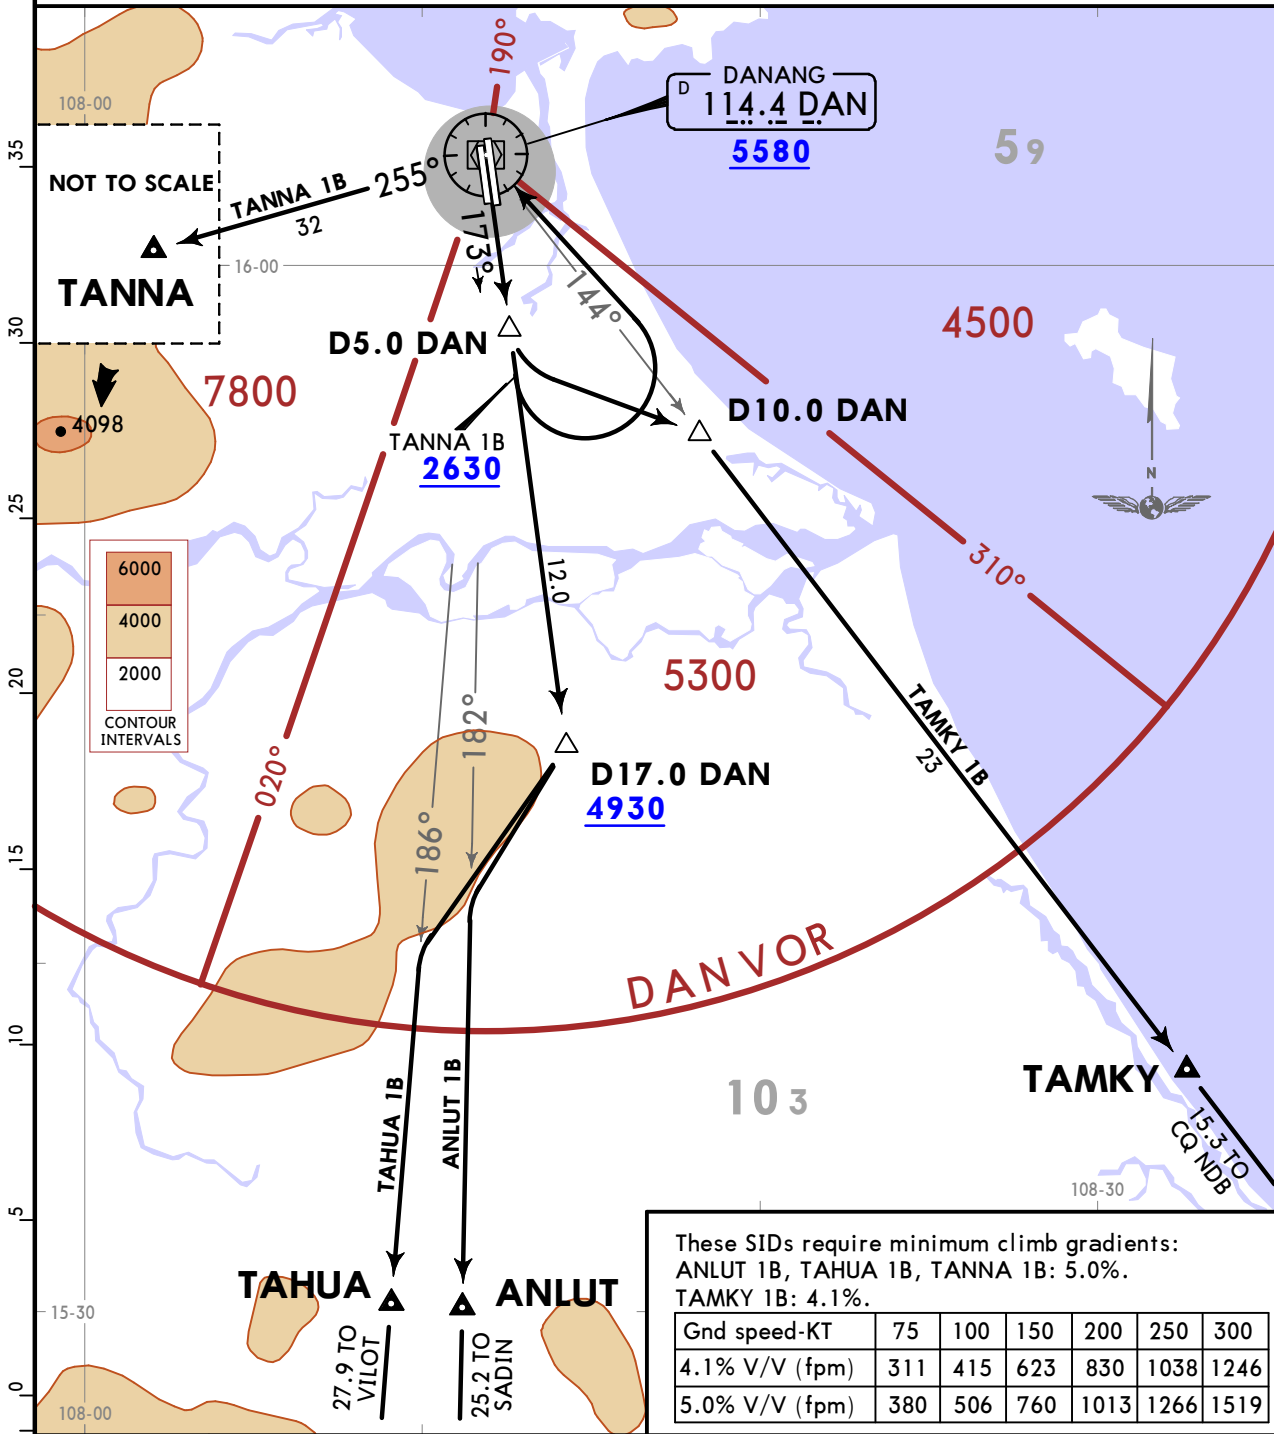 190°
DANANG
D 114.4 DAN
5580
59
108-00
35
NOT TO SCALE
TANNA 1B
255°
32
TANNA
173°
16-00
144°
30
D5.0 DAN
4500
7800
4098
D10.0 DAN
TANNA 1B
2630
N
25
6000
4000
2000
CONTOUR
INTERVALS
12.0
310°
20
5300
182°
TAMKY 1B
23
020°
D17.0 DAN
4930
186°
15
DAN VOR
10
TAHUA 1B
ANLUT 1B
103
TAMKY
15.3 TO
CQ NDB
108-30
5
TAHUA
ANLUT
15-30
27.9 TO
VILOT
25.2 TO
SADIN
0
108-00
These SIDs require minimum climb gradients:
ANLUT 1B, TAHUA 1B, TANNA 1B: 5.0%.
TAMKY 1B: 4.1%.
Gnd speed-KT 75 100 150 200 250 300
4.1% V/V (fpm) 311 415 623 830 1038 1246
5.0% V/V (fpm) 380 506 760 1013 1266 1519